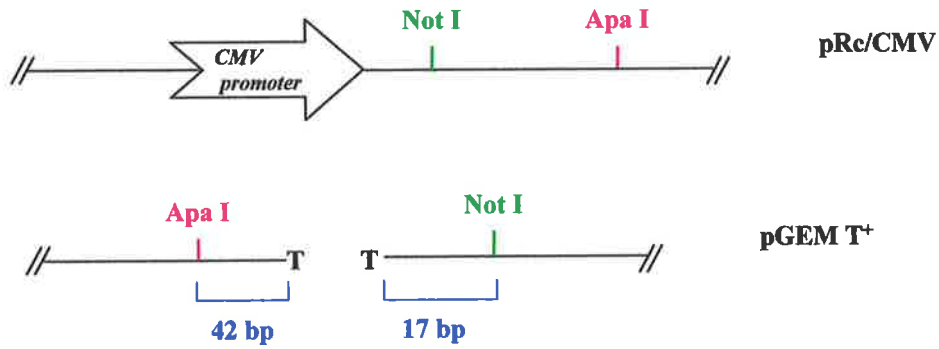 Not I
Apa I
pRc/CMV
CMV
promoter
Apa I
Not I
pGEM T⁺
T
T
42 bp
17 bp